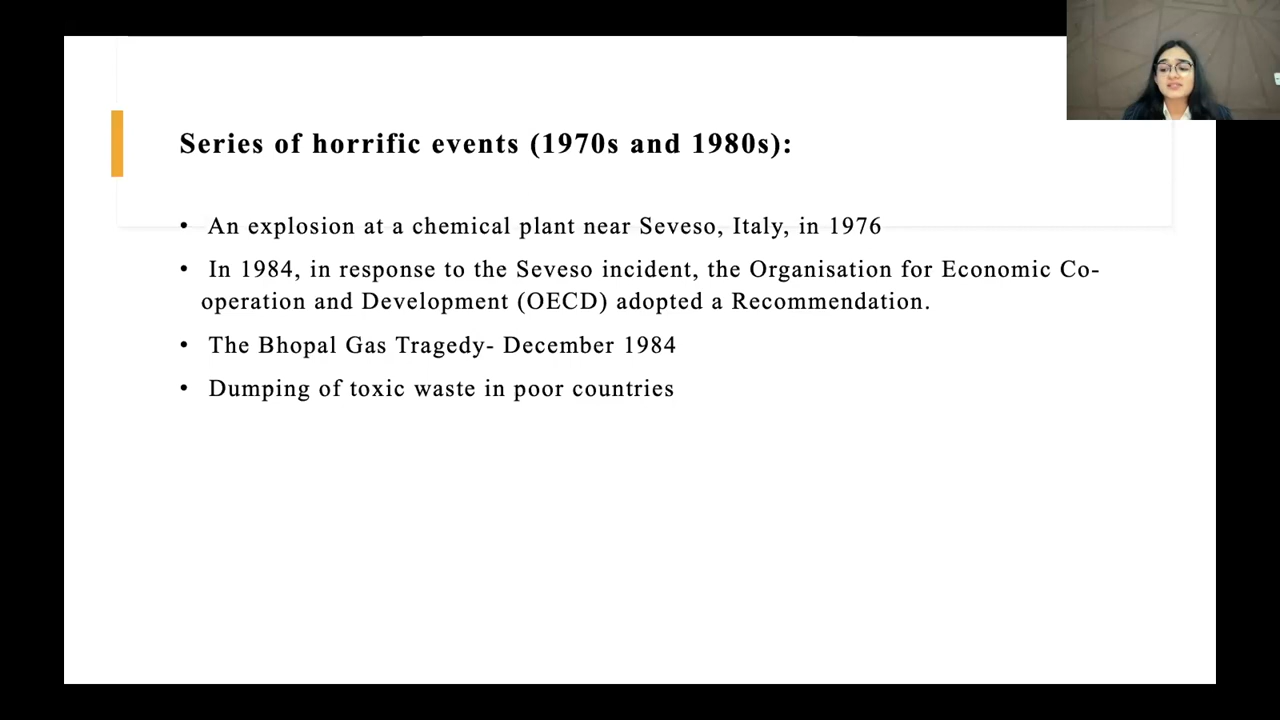 Series of horrific events (1970s and 1980s):
• An explosion at a chemical plant near Seveso, Italy, in 1976
• In 1984, in response to the Seveso incident, the Organisation for Economic Co-
operation and Development (OECD) adopted a Recommendation.
• The Bhopal Gas Tragedy- December 1984
• Dumping of toxic waste in poor countries